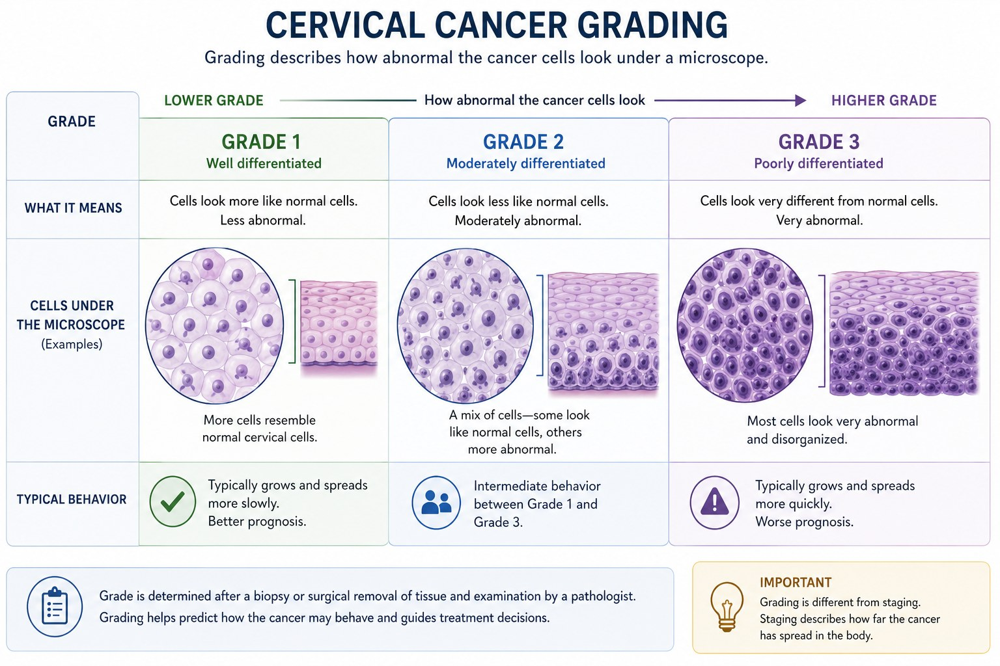 CERVICAL CANCER GRADING
Grading describes how abnormal the cancer cells look under a microscope.
GRADE
LOWER GRADE
How abnormal the cancer cells look
HIGHER GRADE
GRADE 1
Well differentiated
GRADE 2
Moderately differentiated
GRADE 3
Poorly differentiated
WHAT IT MEANS
Cells look more like normal cells.
Less abnormal.
Cells look less like normal cells.
Moderately abnormal.
Cells look very different from normal cells.
Very abnormal.
CELLS UNDER
THE MICROSCOPE
(Examples)
More cells resemble
normal cervical cells.
A mix of cells—some look
like normal cells, others
more abnormal.
Most cells look very abnormal
and disorganized.
TYPICAL BEHAVIOR
Typically grows and spreads
more slowly.
Better prognosis.
Intermediate behavior
between Grade 1 and
Grade 3.
Typically grows and spreads
more quickly.
Worse prognosis.
Grade is determined after a biopsy or surgical removal of tissue and examination by a pathologist.
Grading helps predict how the cancer may behave and guides treatment decisions.
IMPORTANT
Grading is different from staging.
Staging describes how far the cancer
has spread in the body.